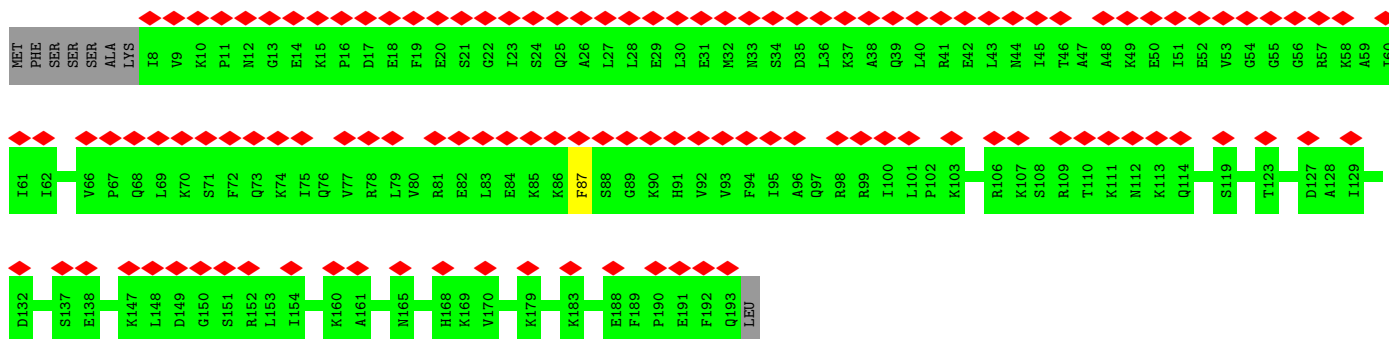 MET PHE SER SER SER ALA LYS I8 V9 K10 P11 N12 G13 E14 K15 P16 D17 E18 F19 E20 S21 G22 I23 S24 Q25 A26 L27 L28 E29 L30 E31 M32 N33 S34 D35 L36 K37 A38 Q39 L40 R41 E42 L43 N44 I45 T46 A47 A48 K49 E50 I51 E52 V53 G54 G55 G56 R57 K58 A59 I60
I61 I62 V66 P67 Q68 L69 K70 S71 F72 Q73 K74 I75 Q76 V77 R78 L79 V80 R81 E82 L83 E84 K85 K86 F87 S88 G89 K90 H91 V92 V93 F94 I95 A96 Q97 R98 R99 I100 L101 P102 K103 R106 K107 S108 R109 T110 K111 N112 K113 Q114 S119 T123 D127 A128 I129
D132 S137 E138 K147 L148 D149 G150 S151 R152 L153 I154 K160 A161 N165 H168 K169 V170 K179 K183 E188 F189 P190 E191 F192 Q193 LEU